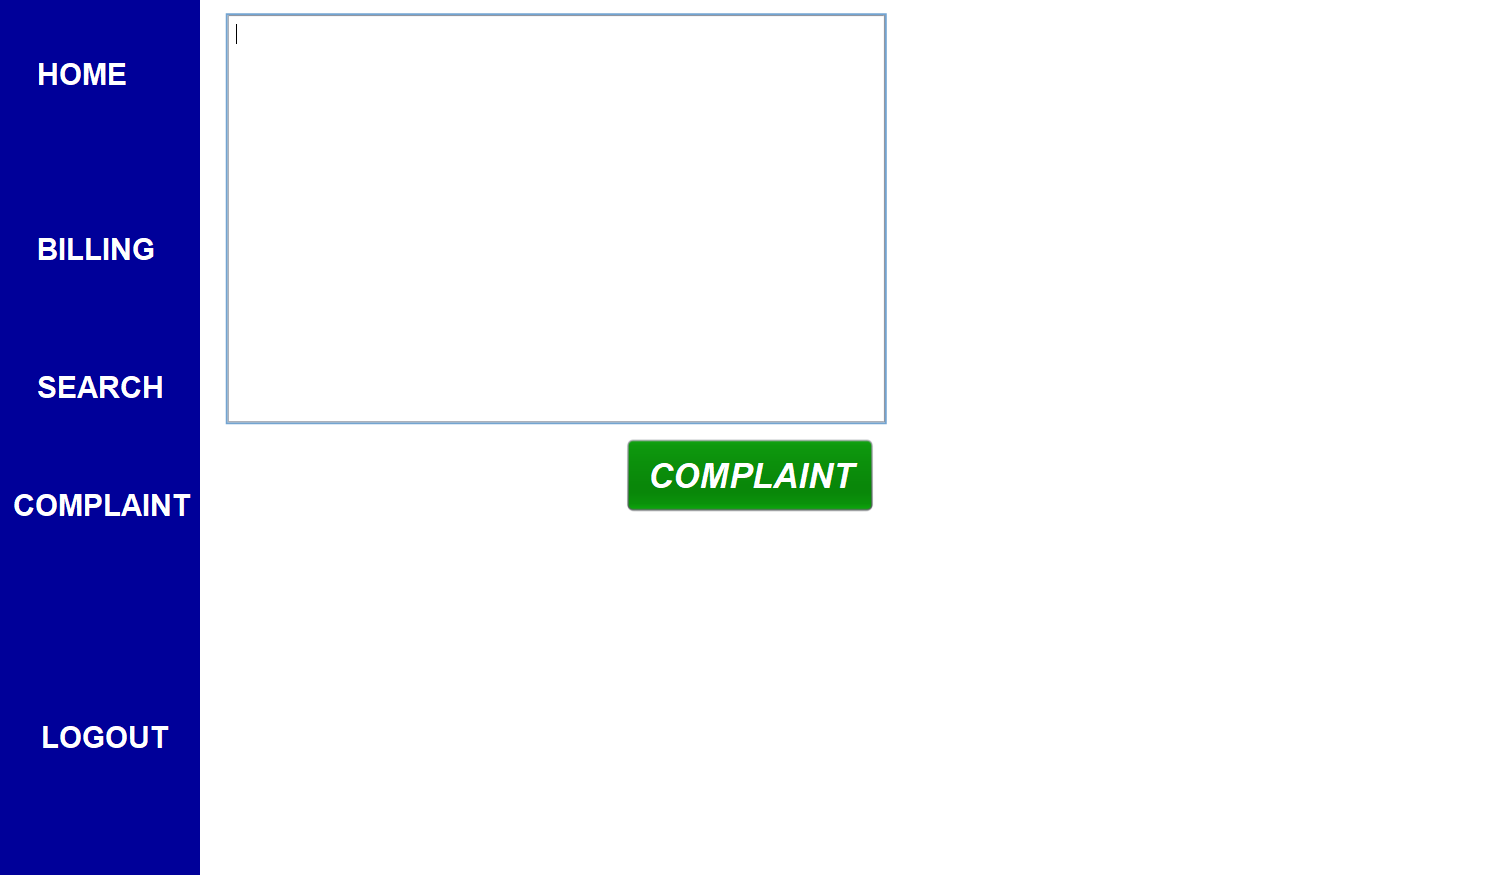 HOME
BILLING
SEARCH
COMPLAINT
LOGOUT
COMPLAINT